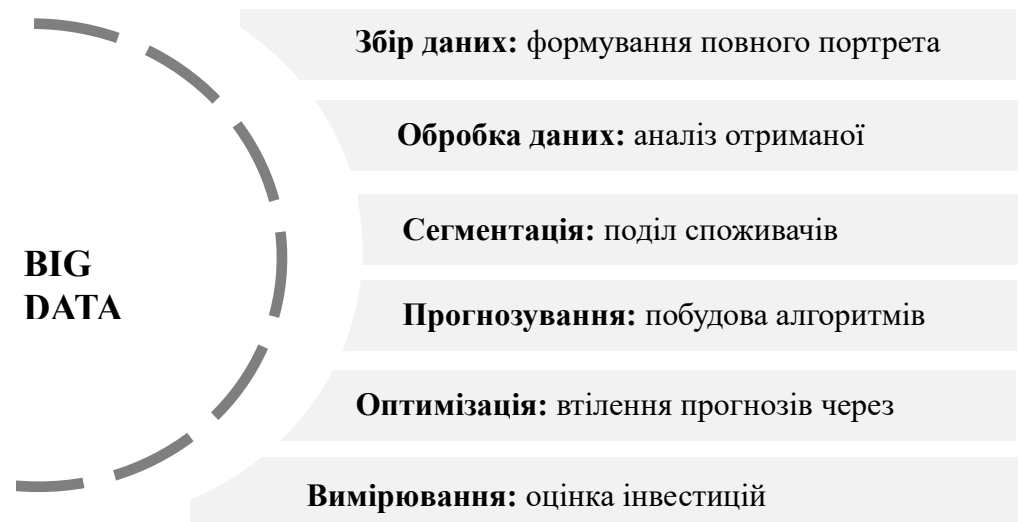 Збір даних: формування повного портрета
Обробка даних: аналіз отриманої
Сегментація: поділ споживачів
BIG
DATA
Прогнозування: побудова алгоритмів
Оптимізація: втілення прогнозів через
Вимірювання: оцінка інвестицій